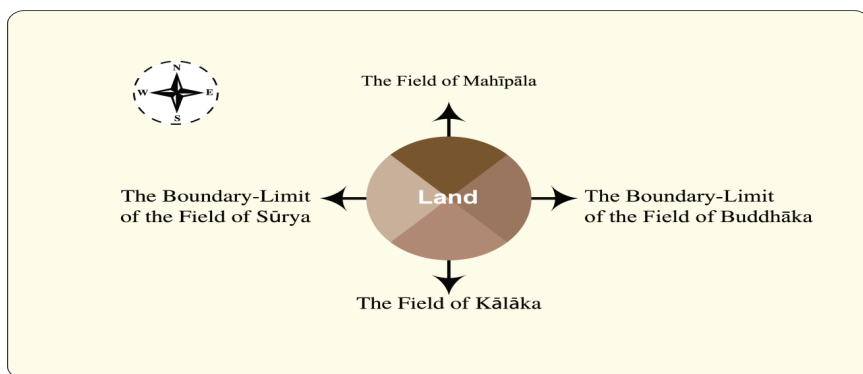 The Field of Mahīpāla
N
W E
S
The Boundary-Limit
of the Field of Sūrya
Land
The Boundary-Limit
of the Field of Buddhāka
The Field of Kālāka